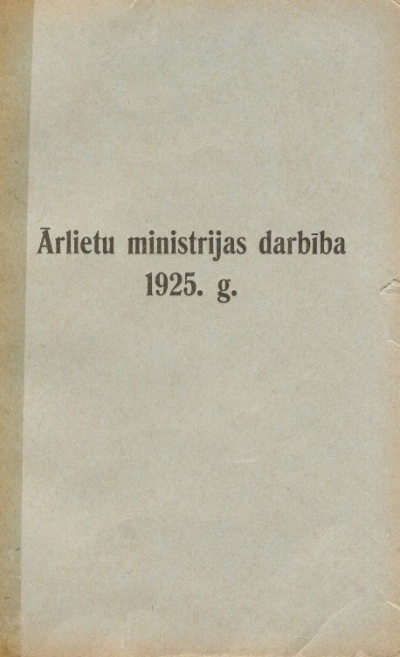 Ārlietu ministrijas darbība
1925. g.